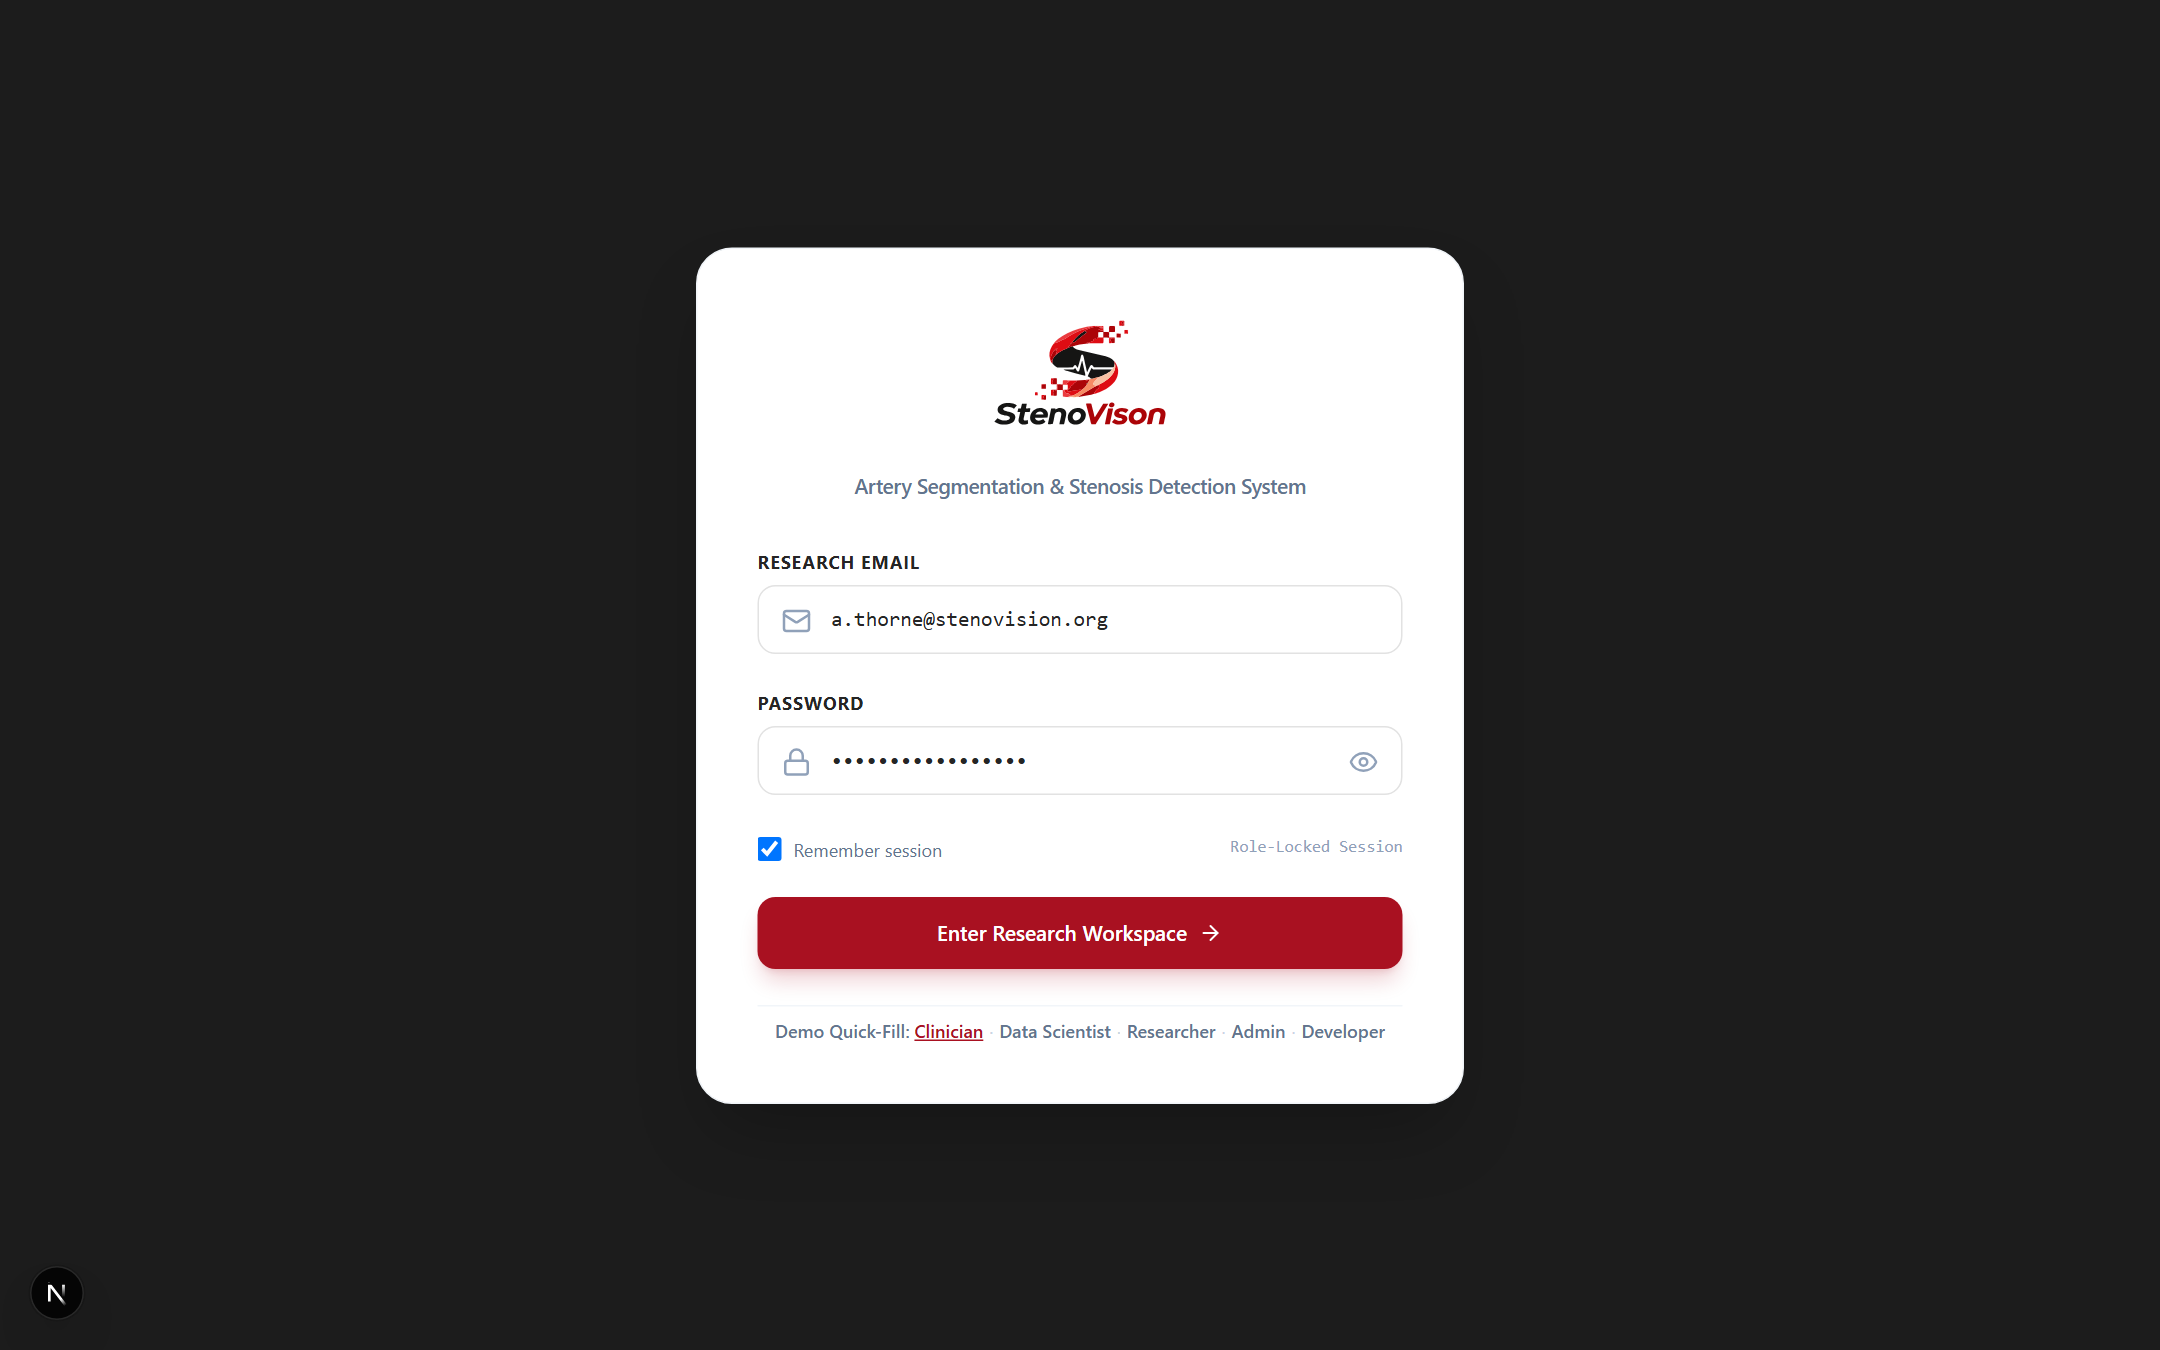 StenoVison
Artery Segmentation & Stenosis Detection System
RESEARCH EMAIL
a.thorne@stenovision.org
PASSWORD
•••••••••••••••••
Remember session
Role-Locked Session
Enter Research Workspace →
Demo Quick-Fill: Clinician · Data Scientist · Researcher · Admin · Developer
N